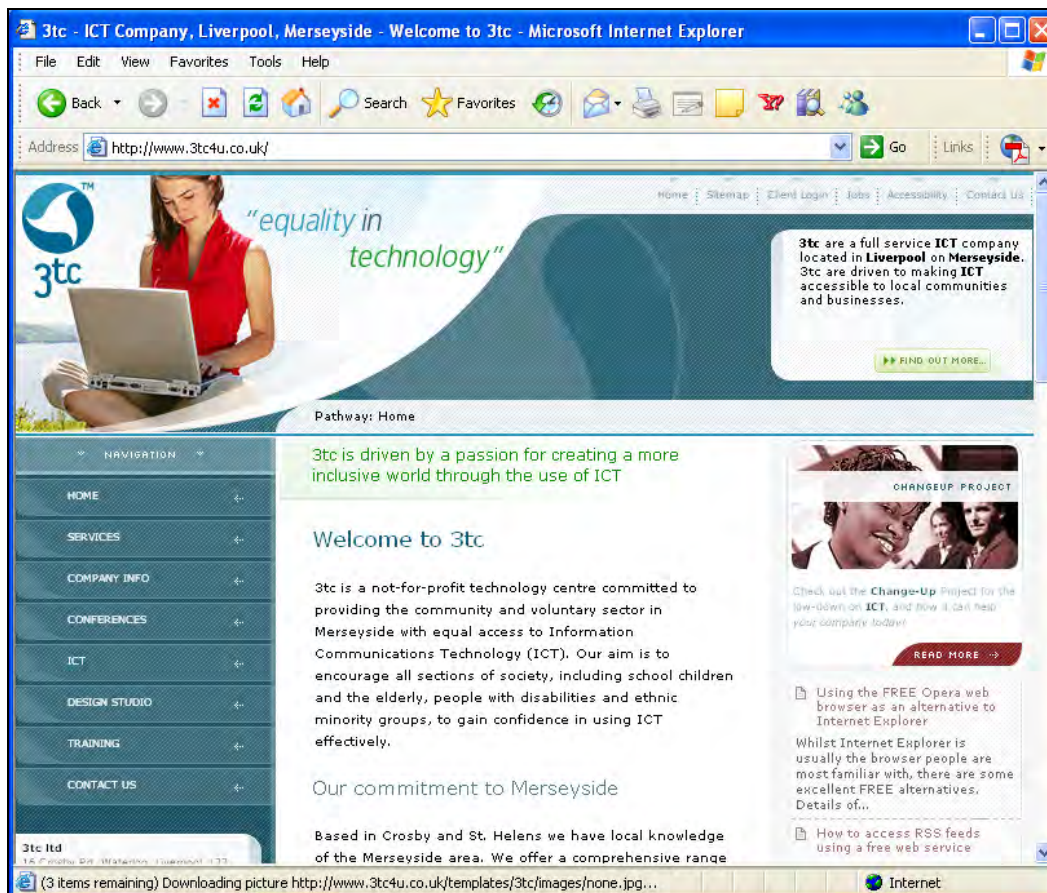 3tc - ICT Company, Liverpool, Merseyside - Welcome to 3tc - Microsoft Internet Explorer
File Edit View Favorites Tools Help
Back Search Favorites
Address http://www.3tc4u.co.uk/ Go Links
3tc TM
"equality in
technology"
Home Sitemap Client Login Jobs Accessibility Contact Us
3tc are a full service ICT company
located in Liverpool on Merseyside.
3tc are driven to making ICT
accessible to local communities
and businesses.
FIND OUT MORE...
Pathway: Home
NAVIGATION
HOME
SERVICES
COMPANY INFO
CONFERENCES
ICT
DESIGN STUDIO
TRAINING
CONTACT US
3tc ltd
16 Crosby Rd, Waterloo, Liverpool, L22
3tc is driven by a passion for creating a more
inclusive world through the use of ICT
Welcome to 3tc
3tc is a not-for-profit technology centre committed to
providing the community and voluntary sector in
Merseyside with equal access to Information
Communications Technology (ICT). Our aim is to
encourage all sections of society, including school children
and the elderly, people with disabilities and ethnic
minority groups, to gain confidence in using ICT
effectively.
Our commitment to Merseyside
Based in Crosby and St. Helens we have local knowledge
of the Merseyside area. We offer a comprehensive range
CHANGEUP PROJECT
Check out the Change-Up Project for the
low-down on ICT, and how it can help
your company today!
READ MORE
Using the FREE Opera web
browser as an alternative to
Internet Explorer
Whilst Internet Explorer is
usually the browser people are
most familiar with, there are some
excellent FREE alternatives.
Details of...
How to access RSS feeds
using a free web service
(3 items remaining) Downloading picture http://www.3tc4u.co.uk/templates/3tc/images/none.jpg... Internet